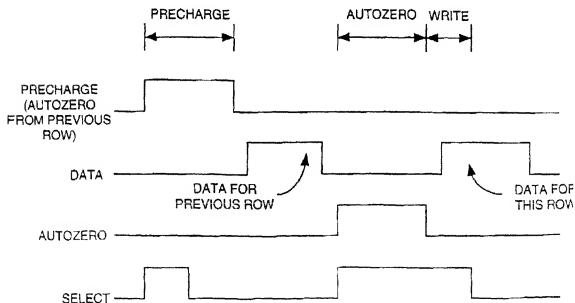 PRECHARGE
AUTOZERO
WRITE
PRECHARGE
(AUTOZERO
FROM PREVIOUS
ROW)
DATA
DATA FOR
PREVIOUS ROW
DATA FOR
THIS ROW
AUTOZERO
SELECT